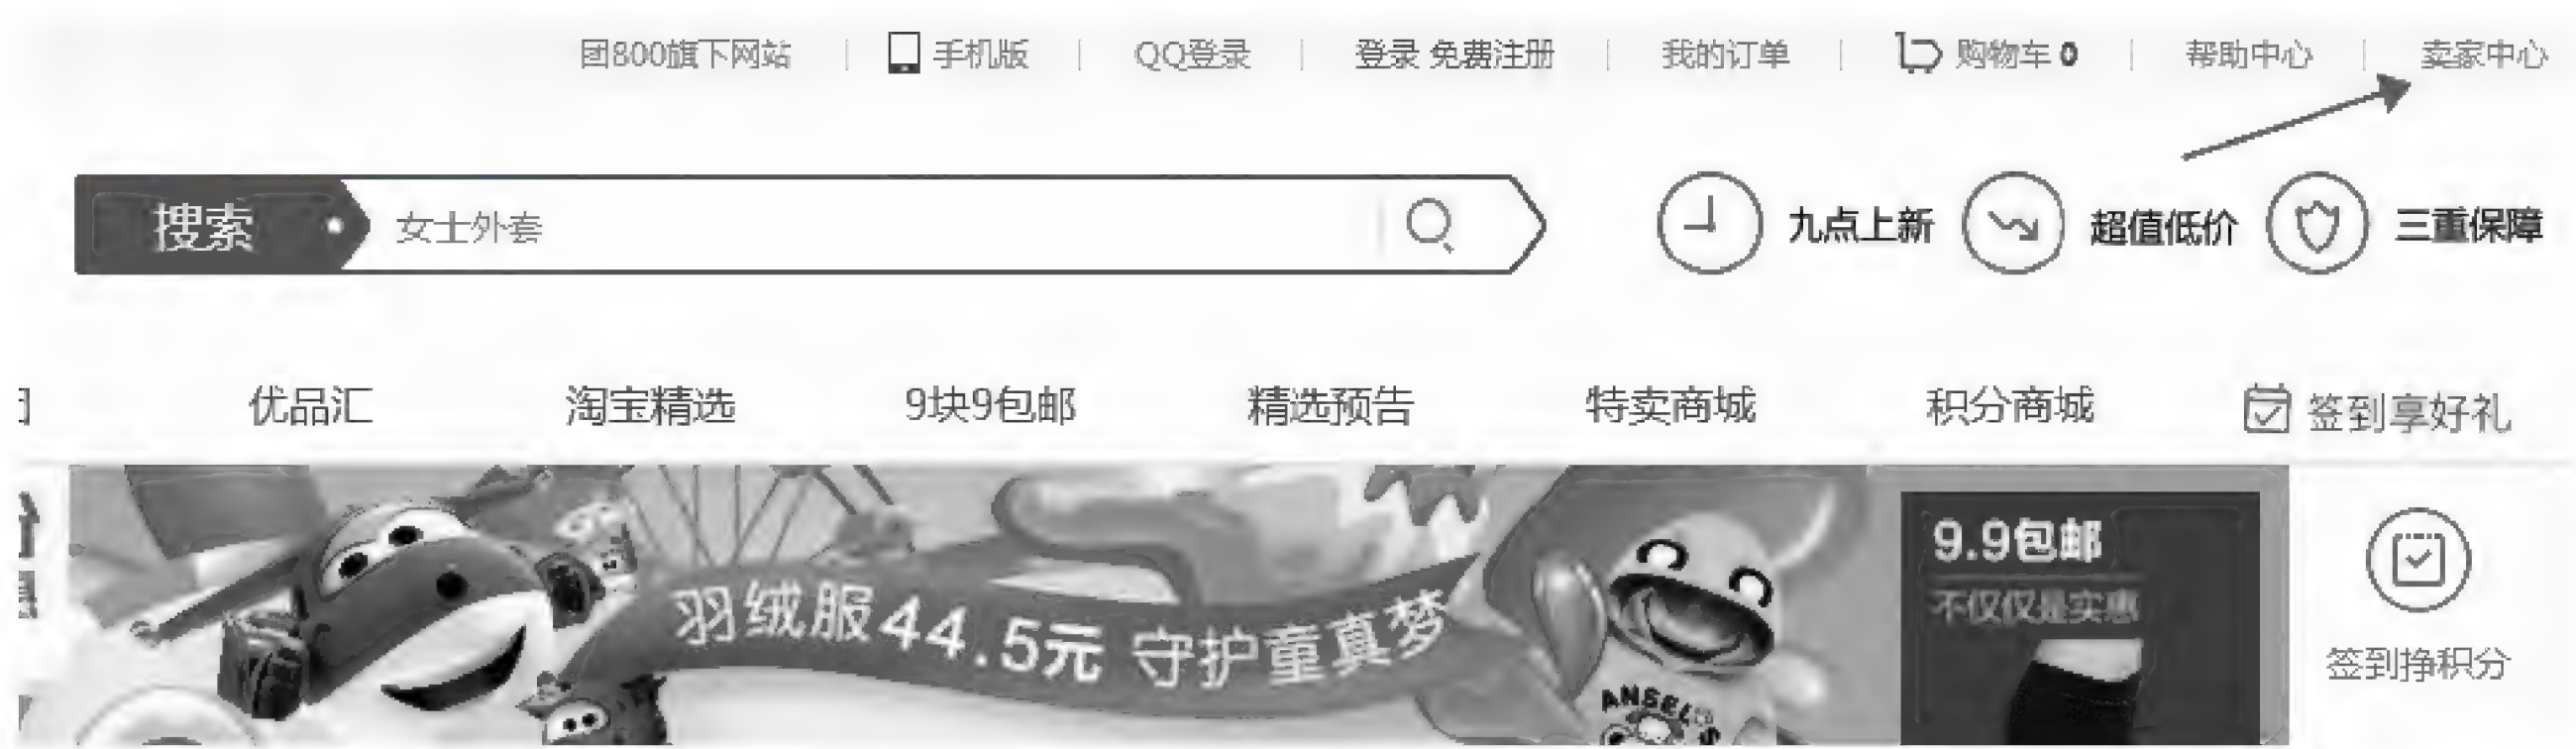 团800旗下网站 手机版 QQ登录 登录 免费注册 我的订单 购物车 0 帮助中心 卖家中心
搜索 女士外套 九点上新 超值低价 三重保障
优品汇 淘宝精选 9块9包邮 精选预告 特卖商城 积分商城 签到享好礼
羽绒服44.5元 守护童真梦
9.9包邮
不仅仅是实惠
签到挣积分